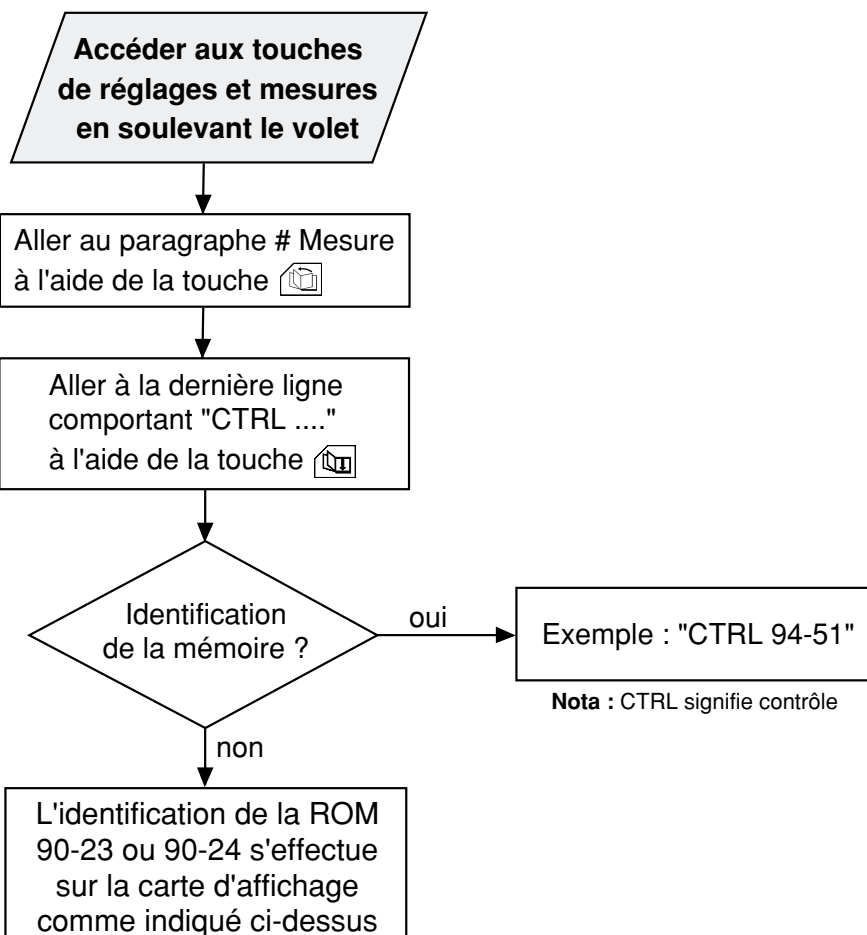 Accéder aux touches
de réglages et mesures
en soulevant le volet
Aller au paragraphe # Mesure
à l'aide de la touche
Aller à la dernière ligne
comportant "CTRL ...."
à l'aide de la touche
Identification
de la mémoire ?
oui
Exemple : "CTRL 94-51"
Nota : CTRL signifie contrôle
non
L'identification de la ROM
90-23 ou 90-24 s'effectue
sur la carte d'affichage
comme indiqué ci-dessus